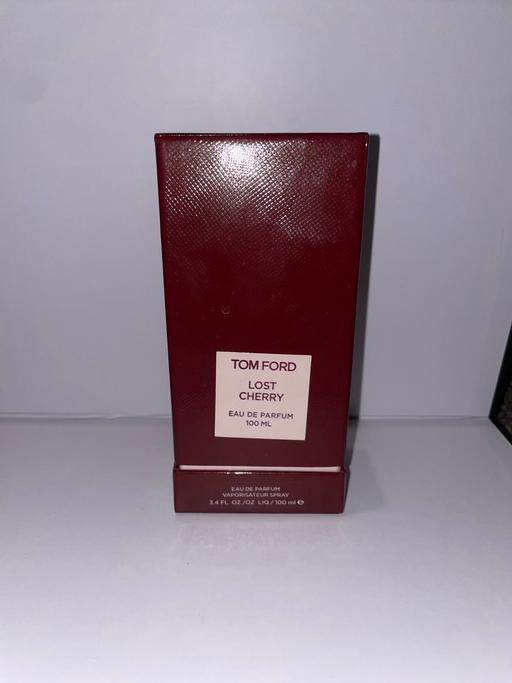 TOM FORD
LOST
CHERRY
EAU DE PARFUM
100 ML
EAU DE PARFUM
VAPORISATEUR SPRAY
3.4 FL. OZ./OZ. LIQ./ 100 ml ℮